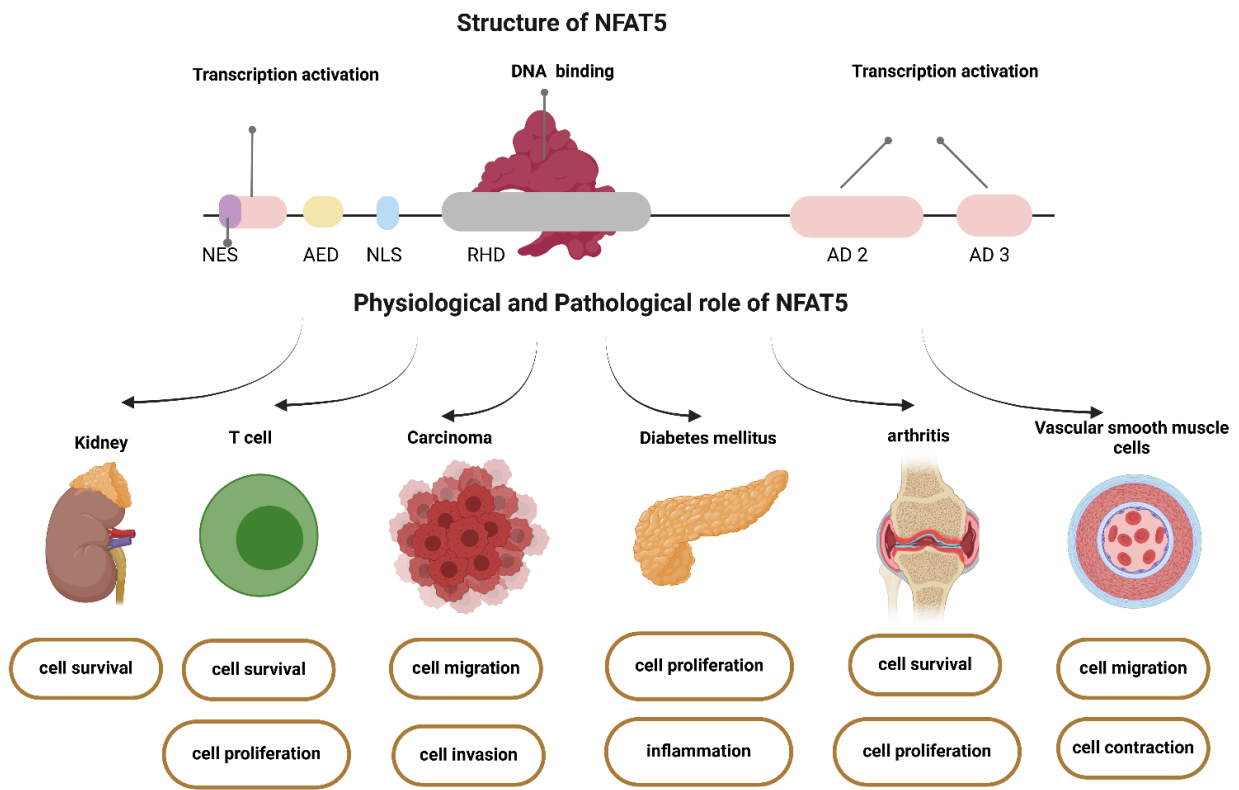 Structure of NFAT5
Transcription activation
DNA binding
Transcription activation
NES
AED
NLS
RHD
AD 2
AD 3
Physiological and Pathological role of NFAT5
Kidney
T cell
Carcinoma
Diabetes mellitus
arthritis
Vascular smooth muscle
cells
cell survival
cell survival
cell migration
cell proliferation
cell survival
cell migration
cell proliferation
cell invasion
inflammation
cell proliferation
cell contraction